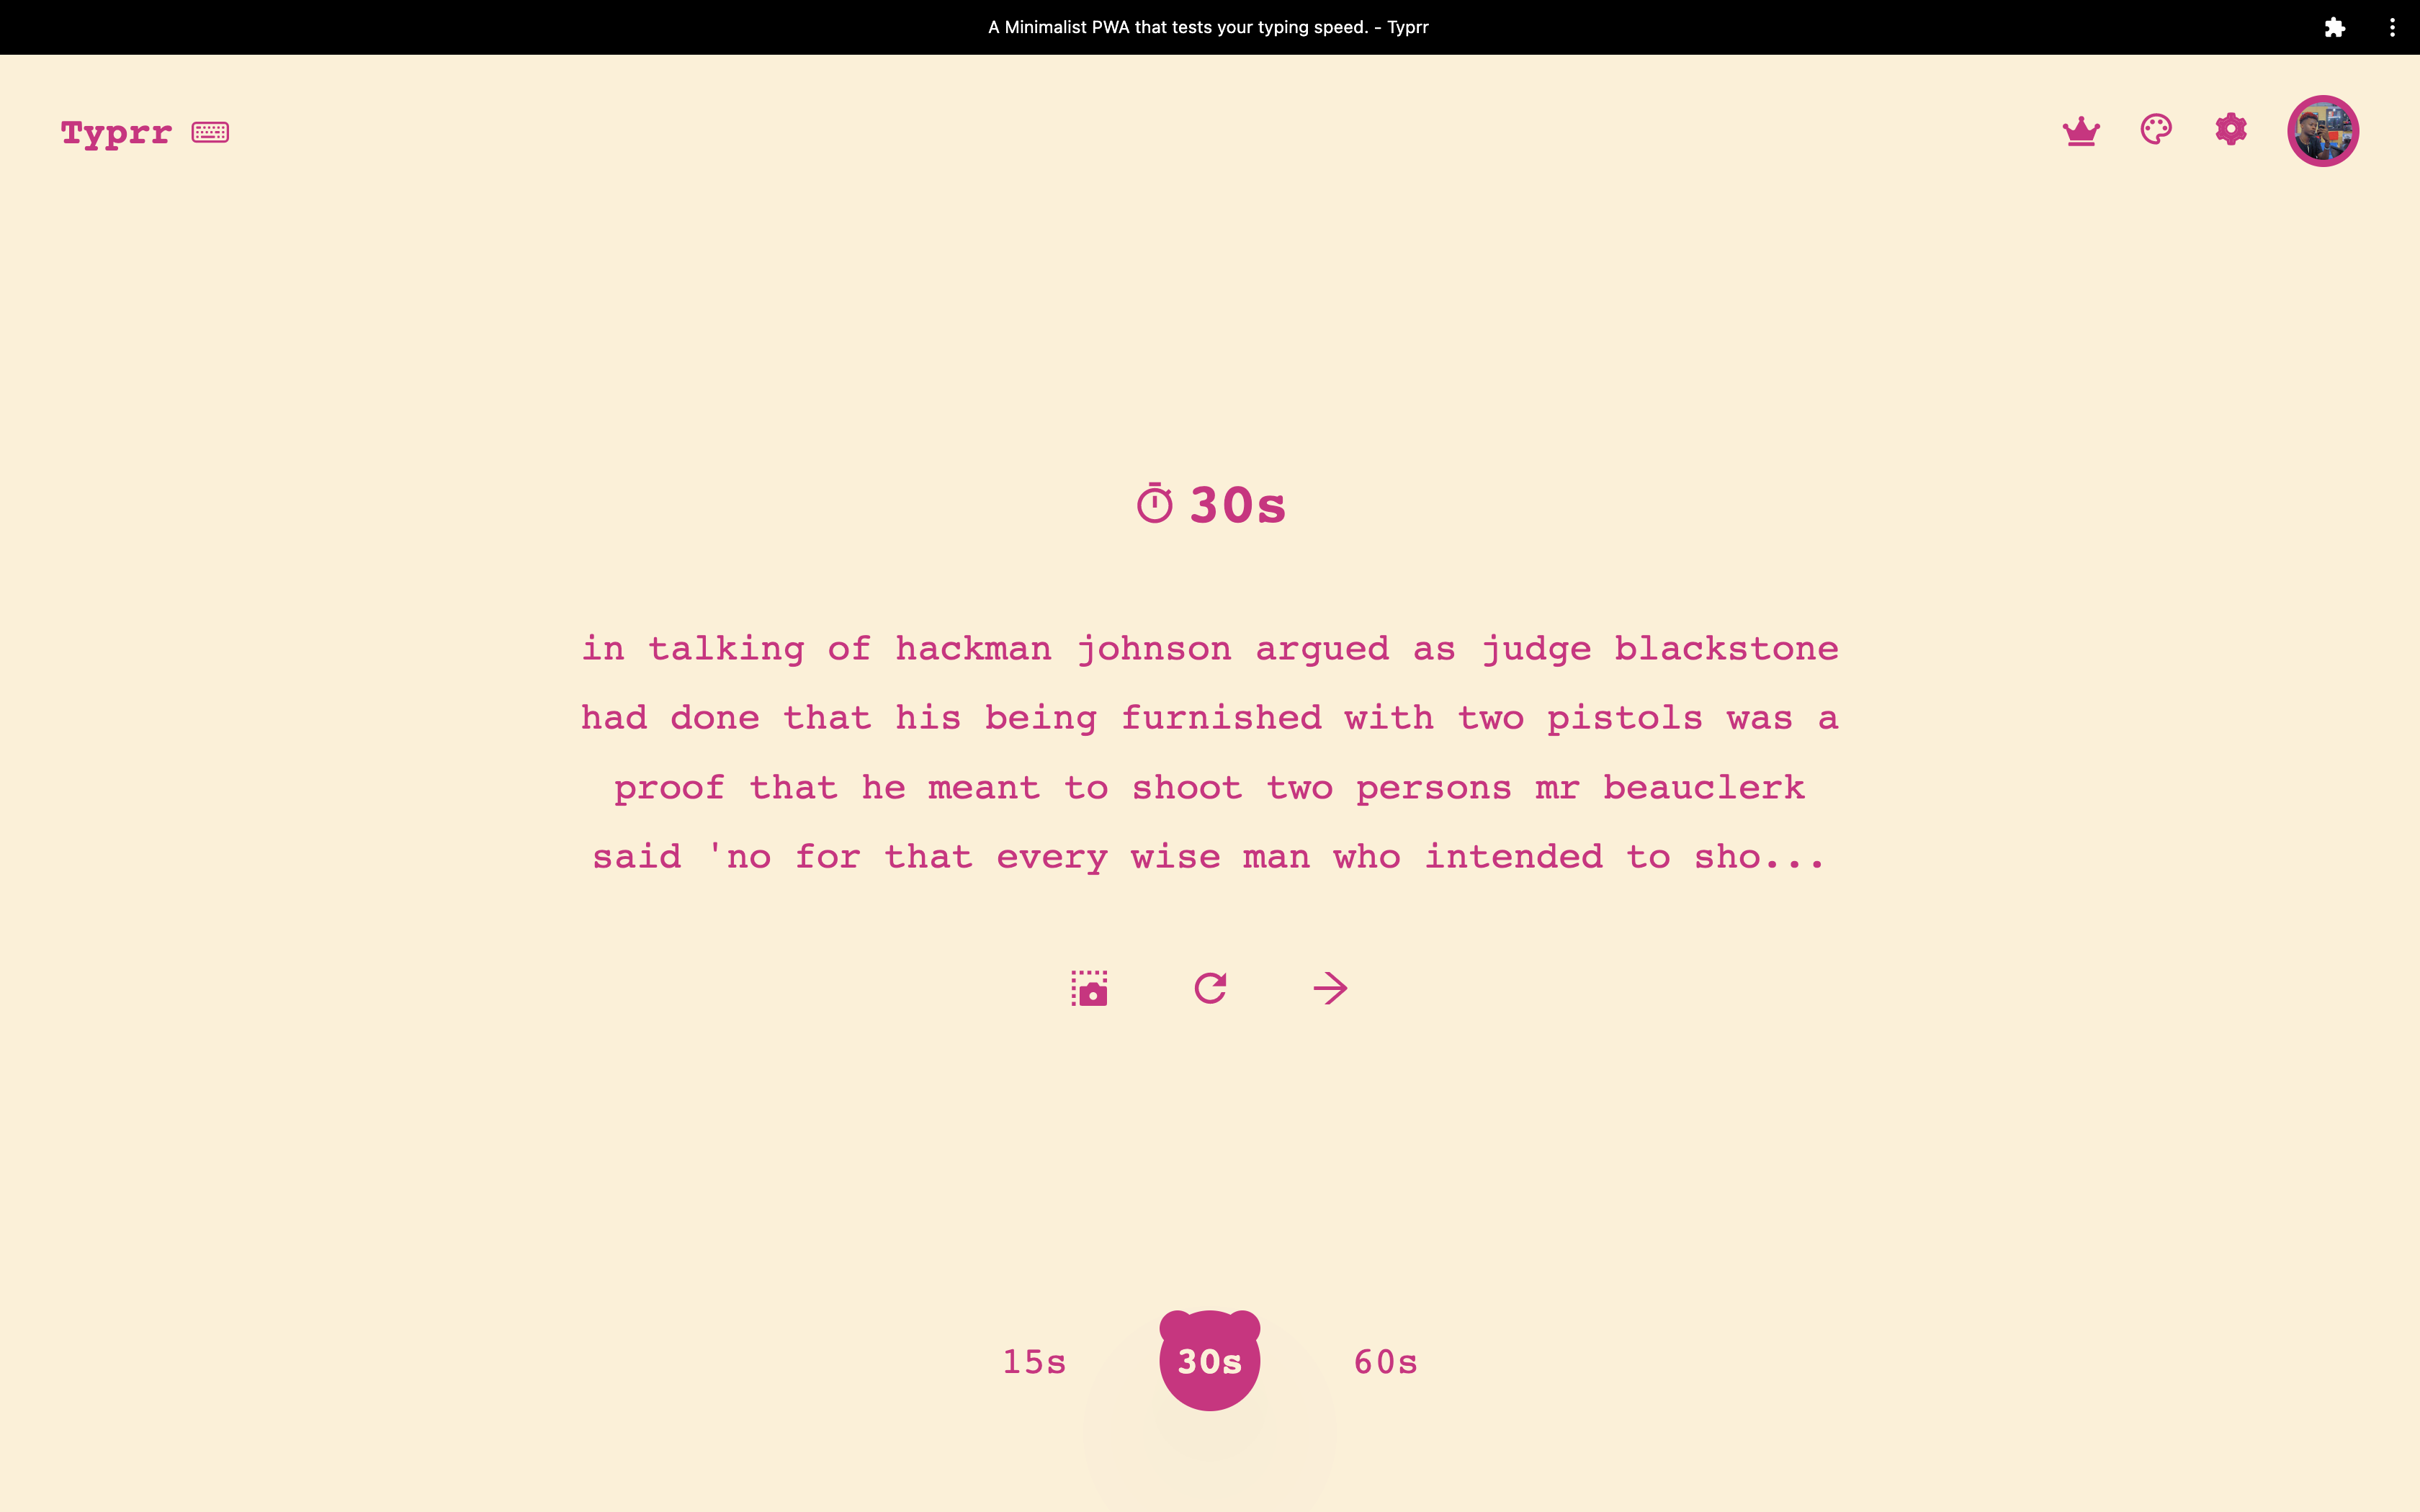 A Minimalist PWA that tests your typing speed. - Typrr
Typrr
30s
in talking of hackman johnson argued as judge blackstone
had done that his being furnished with two pistols was a
proof that he meant to shoot two persons mr beauclerk
said 'no for that every wise man who intended to sho...
15s
30s
60s